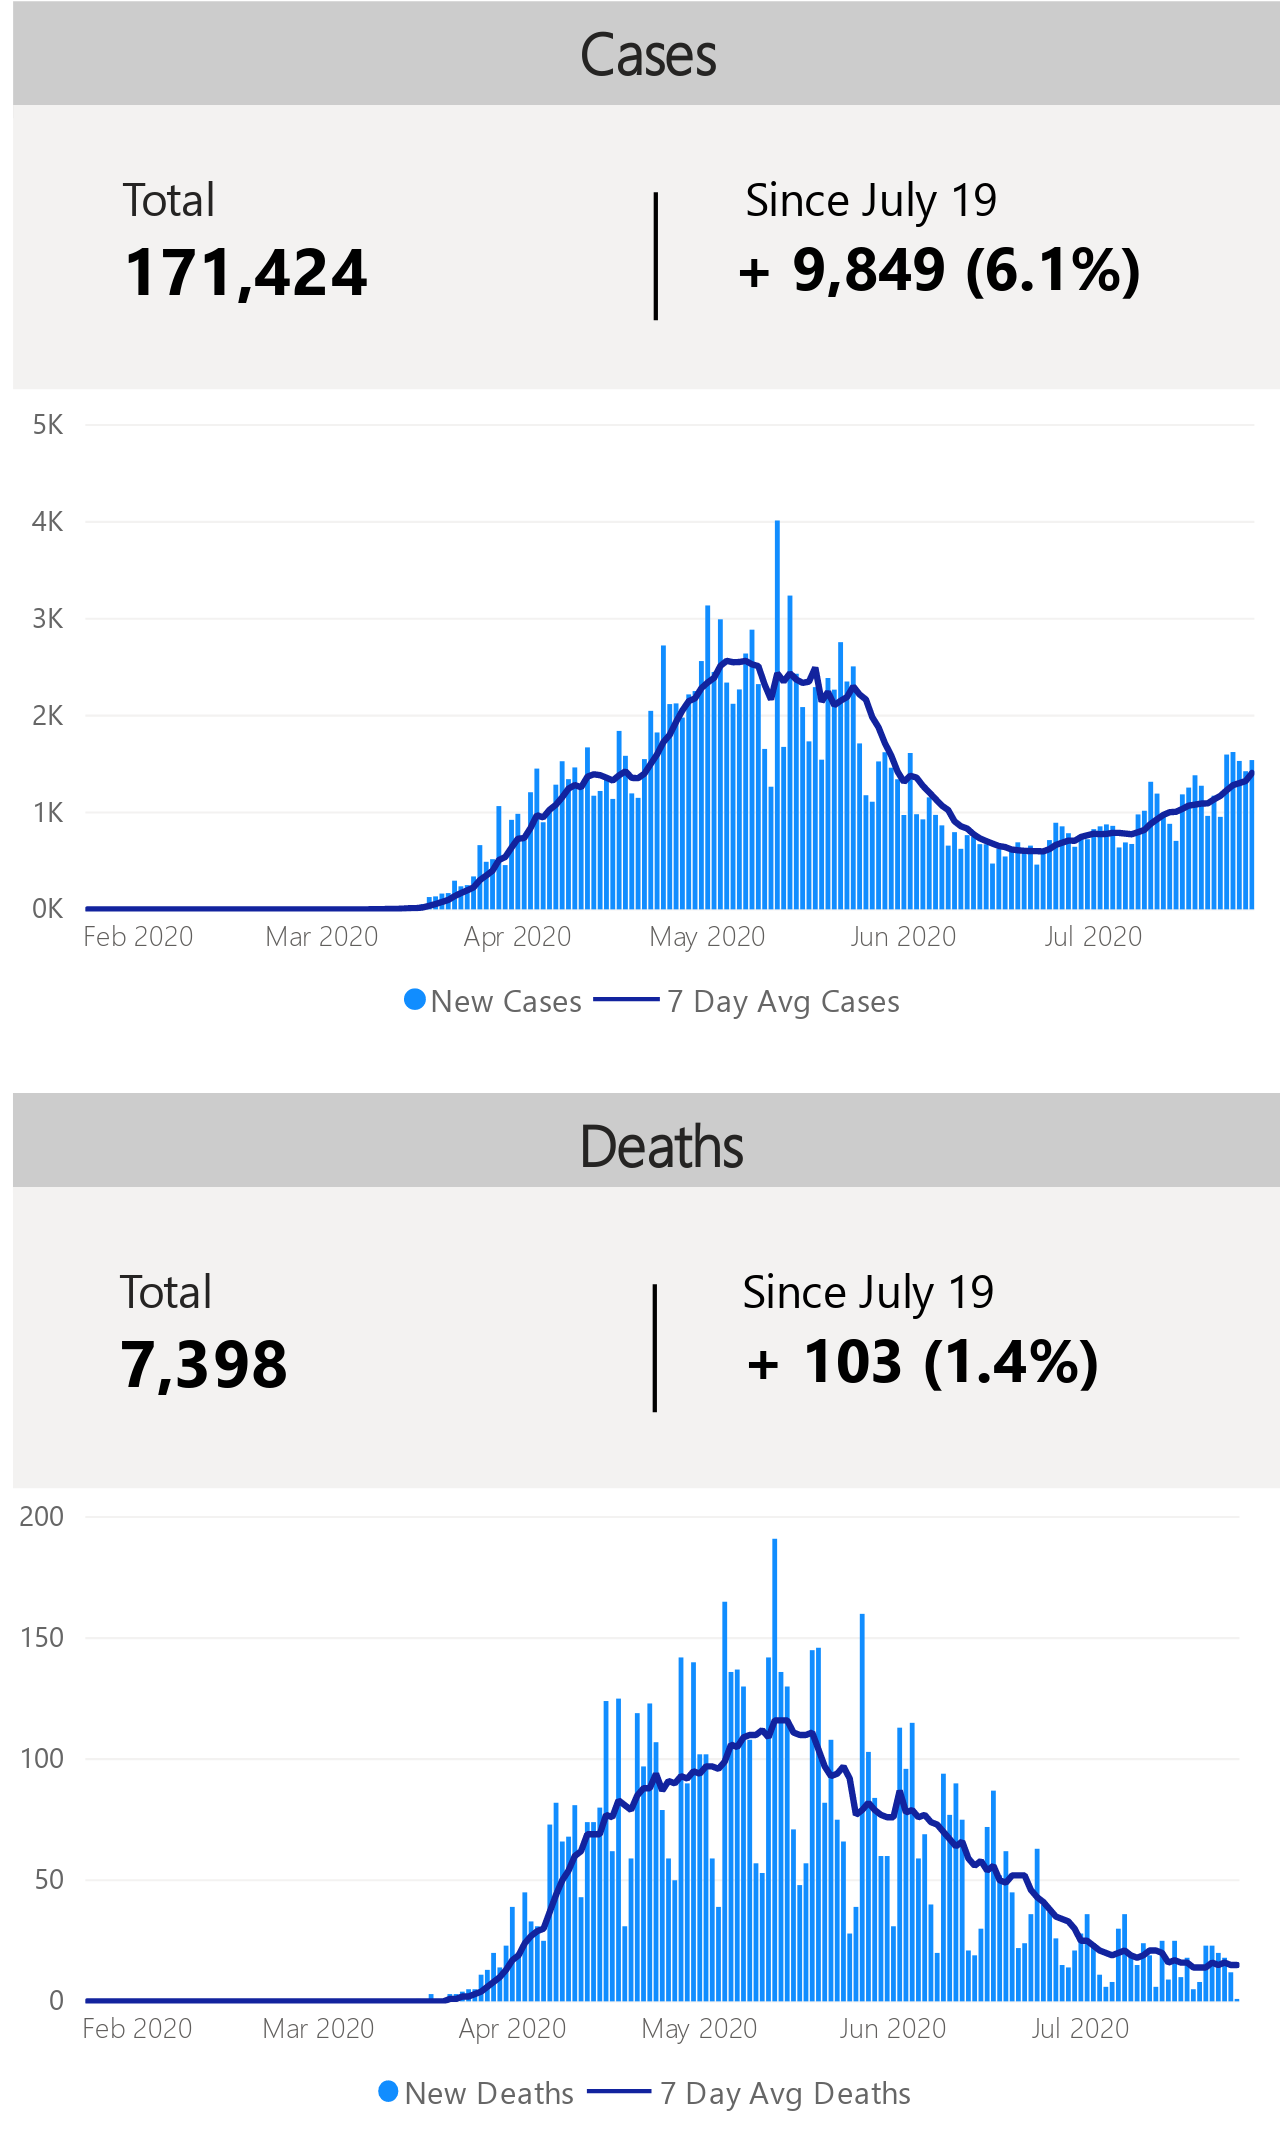 Cases
Total
Since July 19
171,424
+ 9,849 (6.1%)
5K
4K
3K
2K
1K
0K
Feb 2020 Mar 2020 Apr 2020 May 2020 Jun 2020 Jul 2020
New Cases 7 Day Avg Cases
Deaths
Total
Since July 19
7,398
+ 103 (1.4%)
200
150
100
50
0
Feb 2020 Mar 2020 Apr 2020 May 2020 Jun 2020 Jul 2020
New Deaths 7 Day Avg Deaths